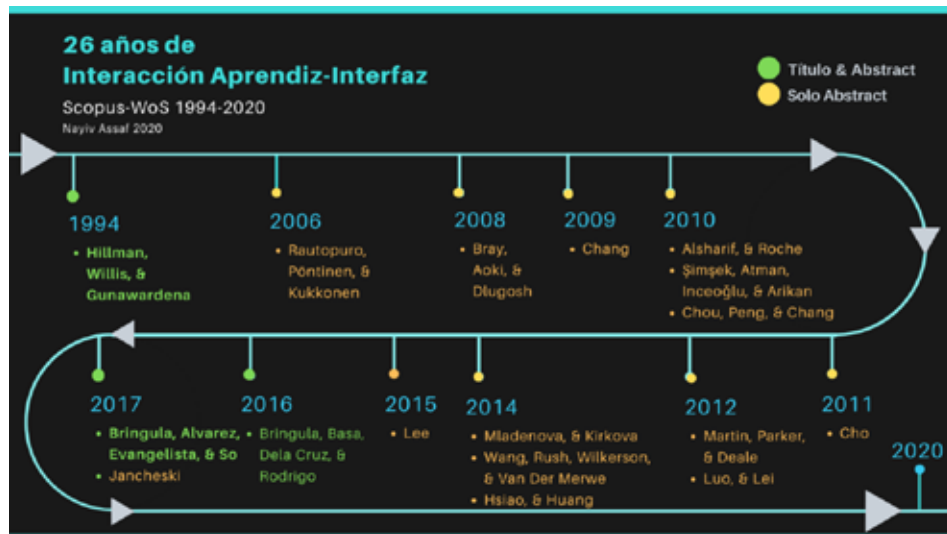 26 años de
Interacción Aprendiz-Interfaz
Scopus-WoS 1994-2020
Nayiv Assaf 2020
Título & Abstract
Solo Abstract
1994
• Hillman,
Willis, &
Gunawardena
2006
• Rautopuro,
Pöntinen, &
Kukkonen
2008
• Bray,
Aoki, &
Dlugosh
2009
• Chang
2010
• Alsharif, & Roche
• Şimşek, Atman,
İnceoğlu, & Arikan
• Chou, Peng, & Chang
2017
• Bringula, Alvarez,
Evangelista, & So
• Jancheski
2016
• Bringula, Basa,
Dela Cruz, &
Rodrigo
2015
• Lee
2014
• Mladenova, & Kirkova
• Wang, Rush, Wilkerson,
& Van Der Merwe
• Hsiao, & Huang
2012
• Martin, Parker,
& Deale
• Luo, & Lei
2011
• Cho
2020